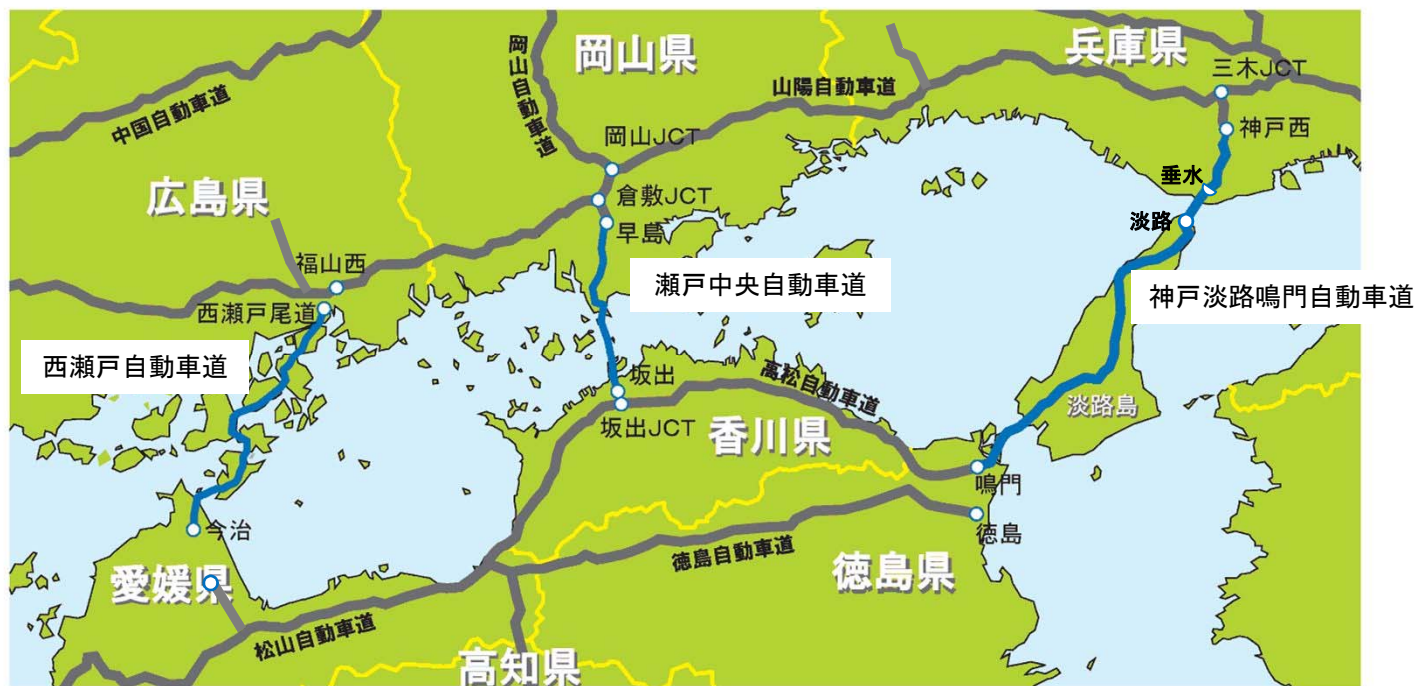 岡山自動車道
岡山県
兵庫県
三木JCT
山陽自動車道
中国自動車道
岡山JCT
神戸西
垂水
広島県
倉敷JCT
淡路
早島
福山西
瀬戸中央自動車道
神戸淡路鳴門自動車道
西瀬戸尾道
西瀬戸自動車道
坂出
高松自動車道
淡路島
坂出JCT
香川県
鳴門
今治
徳島
徳島自動車道
愛媛県
徳島県
松山自動車道
高知県